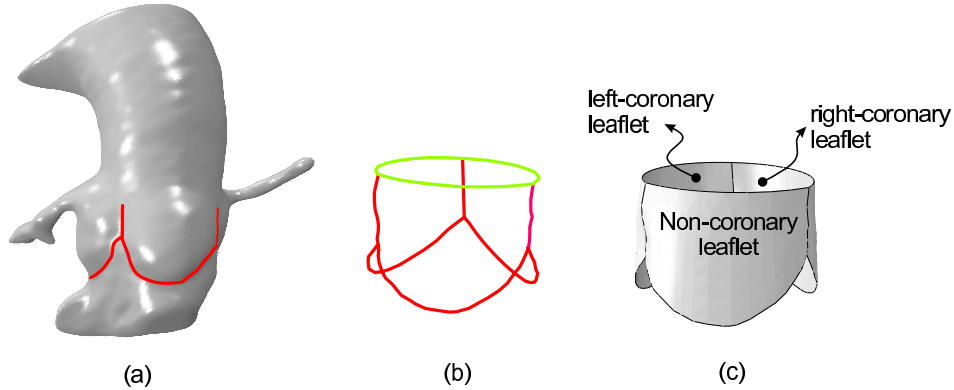 left-coronary
leaflet
right-coronary
leaflet
Non-coronary
leaflet
(a)
(b)
(c)